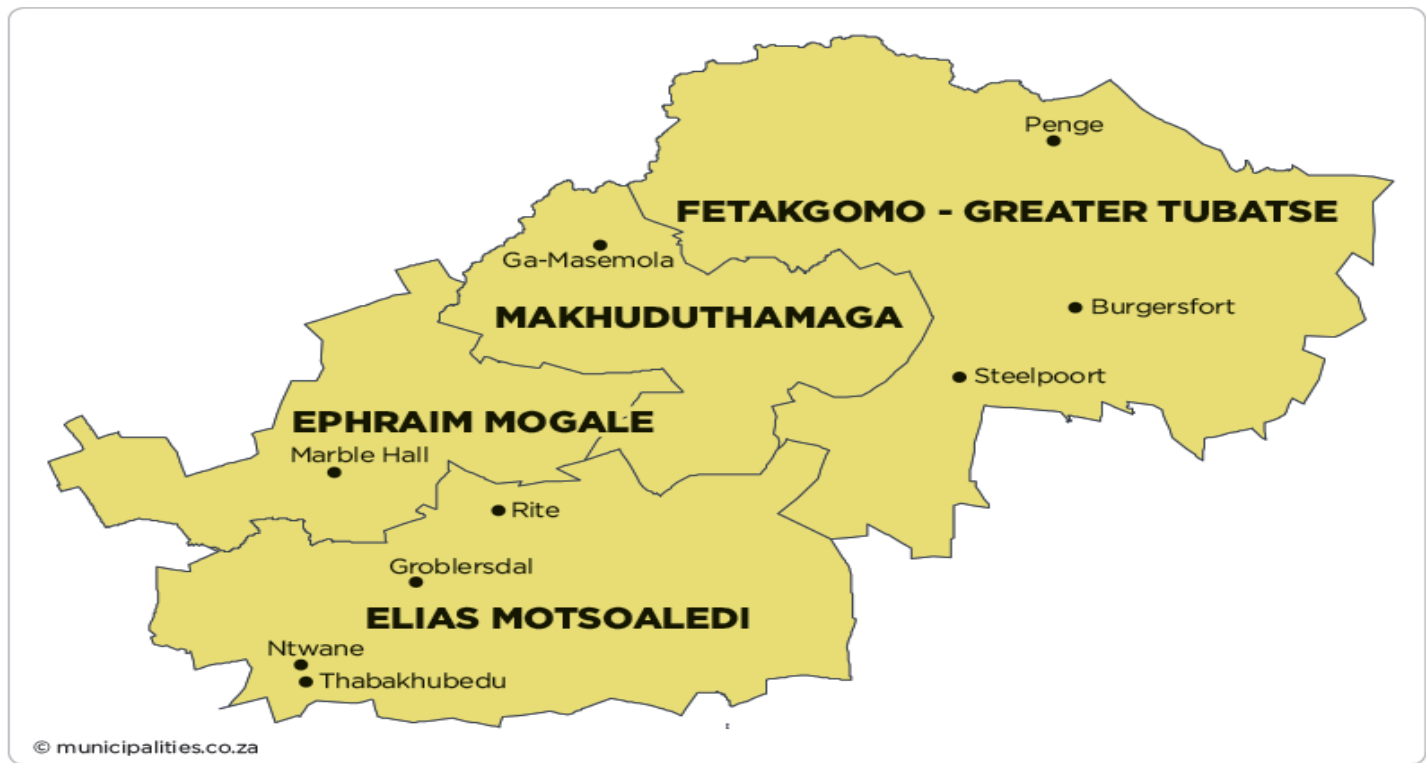 Penge
FETAKGOMO - GREATER TUBATSE
Ga-Masemola
MAKHUDUTHAMAGA
Burgersfort
Steelpoort
EPHRAIM MOGALE
Marble Hall
Rite
Groblersdal
ELIAS MOTSOALEDI
Ntwane
Thabakhubedu
© municipalities.co.za